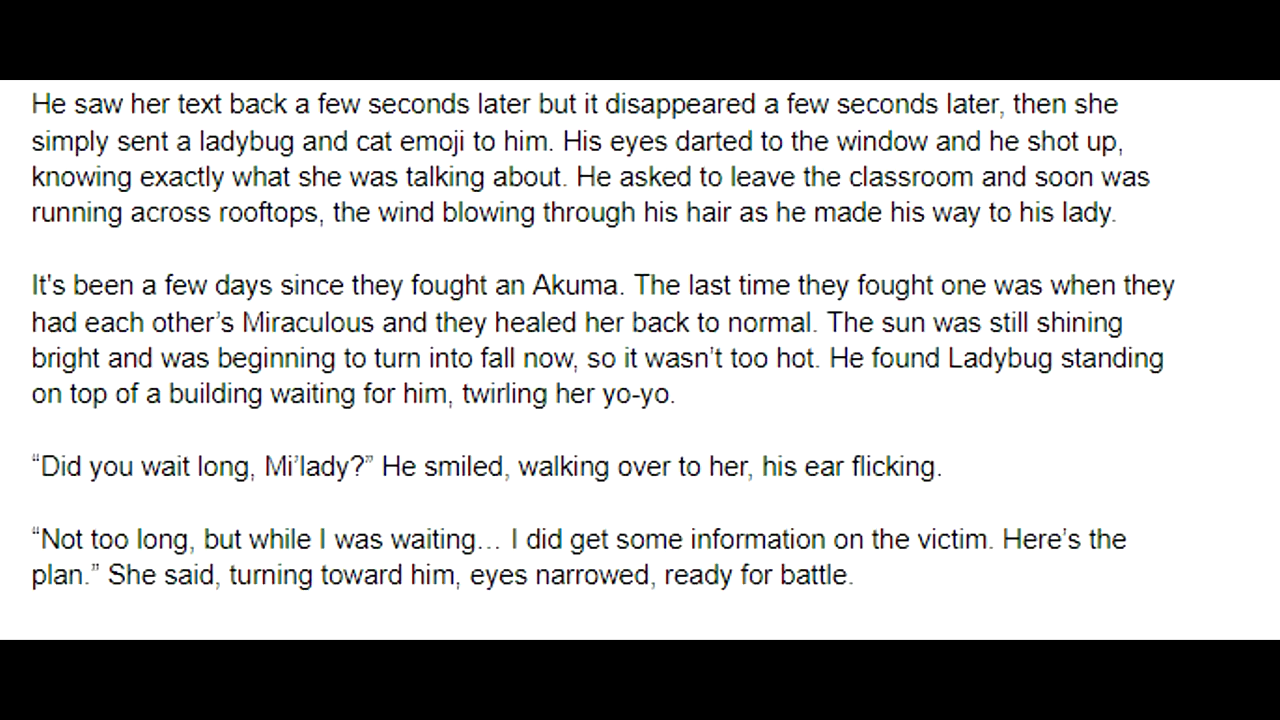 He saw her text back a few seconds later but it disappeared a few seconds later, then she
simply sent a ladybug and cat emoji to him. His eyes darted to the window and he shot up,
knowing exactly what she was talking about. He asked to leave the classroom and soon was
running across rooftops, the wind blowing through his hair as he made his way to his lady.
It's been a few days since they fought an Akuma. The last time they fought one was when they
had each other’s Miraculous and they healed her back to normal. The sun was still shining
bright and was beginning to turn into fall now, so it wasn’t too hot. He found Ladybug standing
on top of a building waiting for him, twirling her yo-yo.
“Did you wait long, Mi’lady?” He smiled, walking over to her, his ear flicking.
“Not too long, but while I was waiting… I did get some information on the victim. Here’s the
plan.” She said, turning toward him, eyes narrowed, ready for battle.